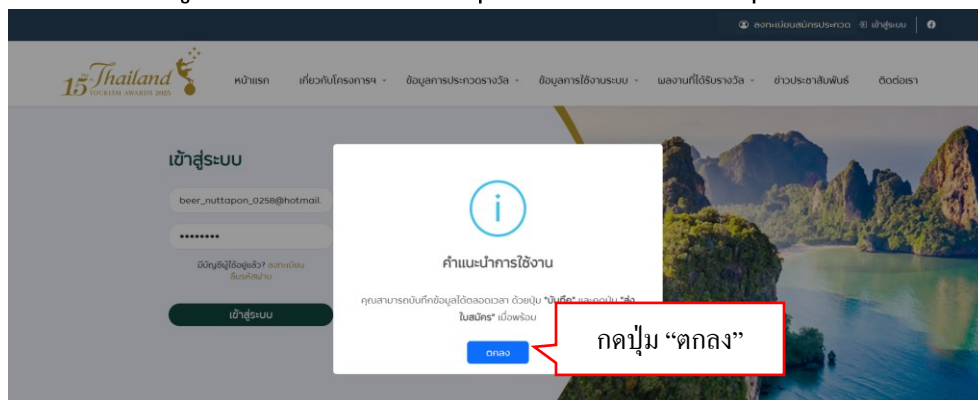 ลงทะเบียนสมัครประกวด เข้าสู่ระบบ
15th Thailand
TOURISM AWARDS 2025
หน้าแรก เกี่ยวกับโครงการฯ ข้อมูลการประกวดรางวัล ข้อมูลการใช้งานระบบ ผลงานที่ได้รับรางวัล ข่าวประชาสัมพันธ์ ติดต่อเรา
เข้าสู่ระบบ
beer_nuttapon_0258@hotmail.
••••••••
มีบัญชีผู้ใช้อยู่แล้ว? ลงทะเบียน
ลืมรหัสผ่าน
เข้าสู่ระบบ
i
คำแนะนำการใช้งาน
คุณสามารถบันทึกข้อมูลได้ตลอดเวลา ด้วยปุ่ม "บันทึก" และกดปุ่ม "ส่ง
ใบสมัคร" เมื่อพร้อม
ตกลง
กดปุ่ม “ตกลง”